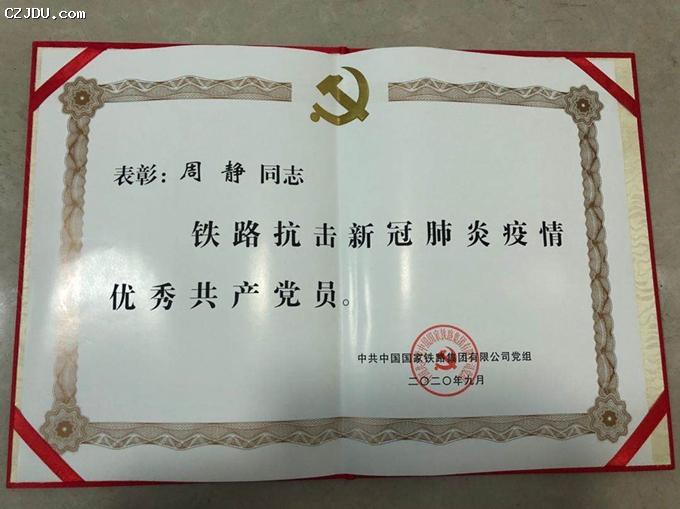 CZJDU.COM
表彰：周静同志
铁路抗击新冠肺炎疫情
优秀共产党员。
中共中国国家铁路集团有限公司党组
二〇二〇年九月